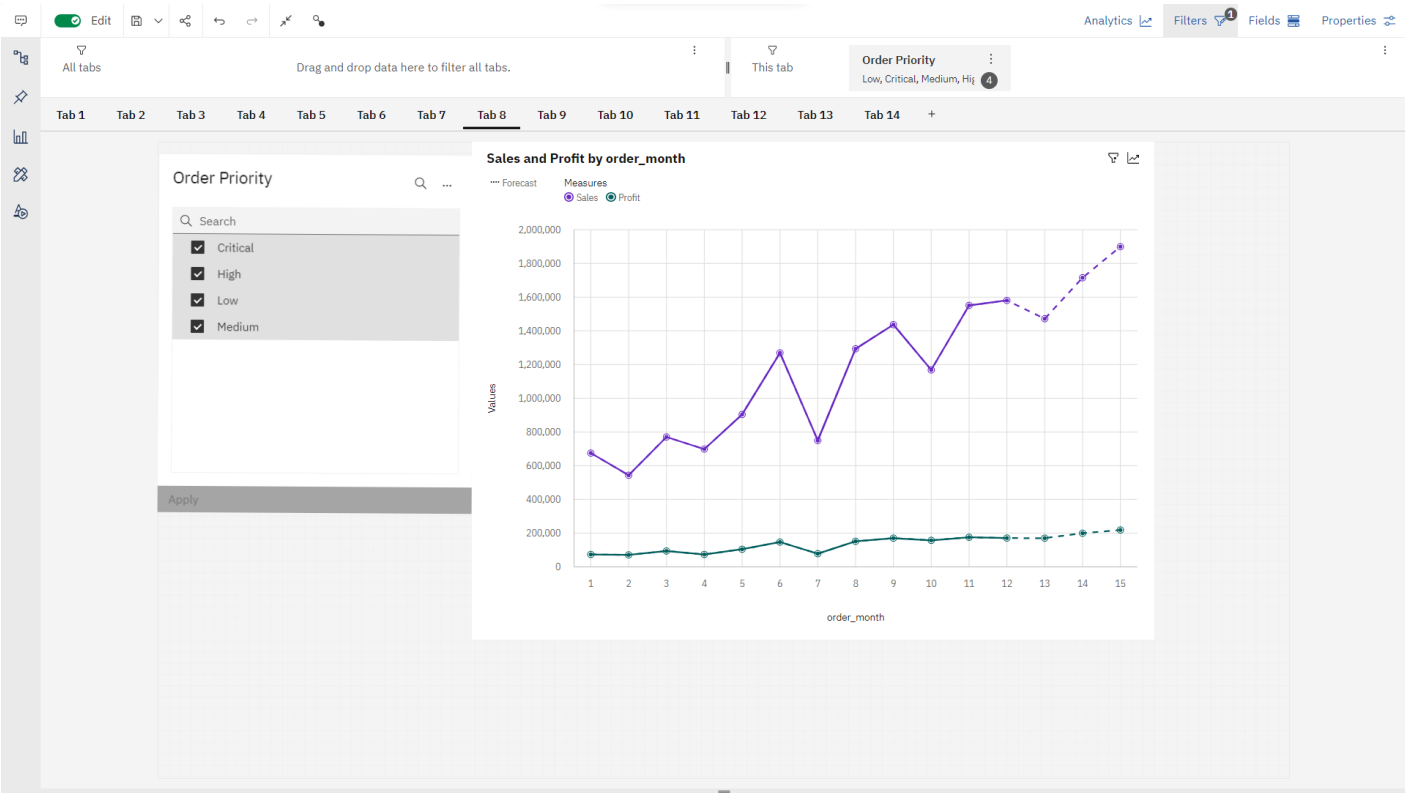 Edit
Analytics
Filters
1
Fields
Properties
All tabs
Drag and drop data here to filter all tabs.
This tab
Order Priority
Low, Critical, Medium, Hig
4
Tab 1 Tab 2 Tab 3 Tab 4 Tab 5 Tab 6 Tab 7 Tab 8 Tab 9 Tab 10 Tab 11 Tab 12 Tab 13 Tab 14 +
Order Priority
Search
Critical
High
Low
Medium
Apply
Sales and Profit by order_month
Forecast
Measures
Sales Profit
Values
2,000,000
1,800,000
1,600,000
1,400,000
1,200,000
1,000,000
800,000
600,000
400,000
200,000
0
1 2 3 4 5 6 7 8 9 10 11 12 13 14 15
order_month